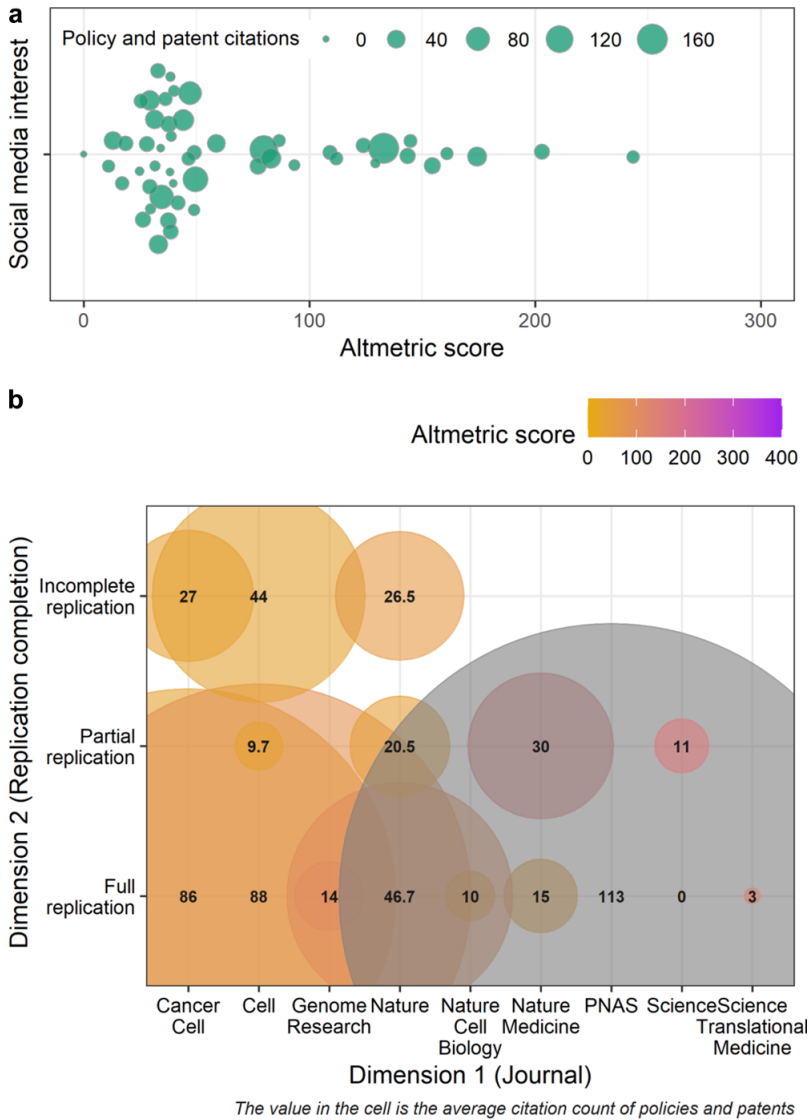 a
Policy and patent citations 0 40 80 120 160
Social media interest
0 100 200 300
Altmetric score
b
Altmetric score
0 100 200 300 400
Dimension 2 (Replication completion)
Incomplete
replication
27 44 26.5
Partial
replication
9.7 20.5 30 11
Full
replication
86 88 14 46.7 10 15 113 0 3
Cancer
Cell
Cell
Genome
Research
Nature
Nature
Cell
Biology
Nature
Medicine
PNAS
Science
Science
Translational
Medicine
Dimension 1 (Journal)
The value in the cell is the average citation count of policies and patents